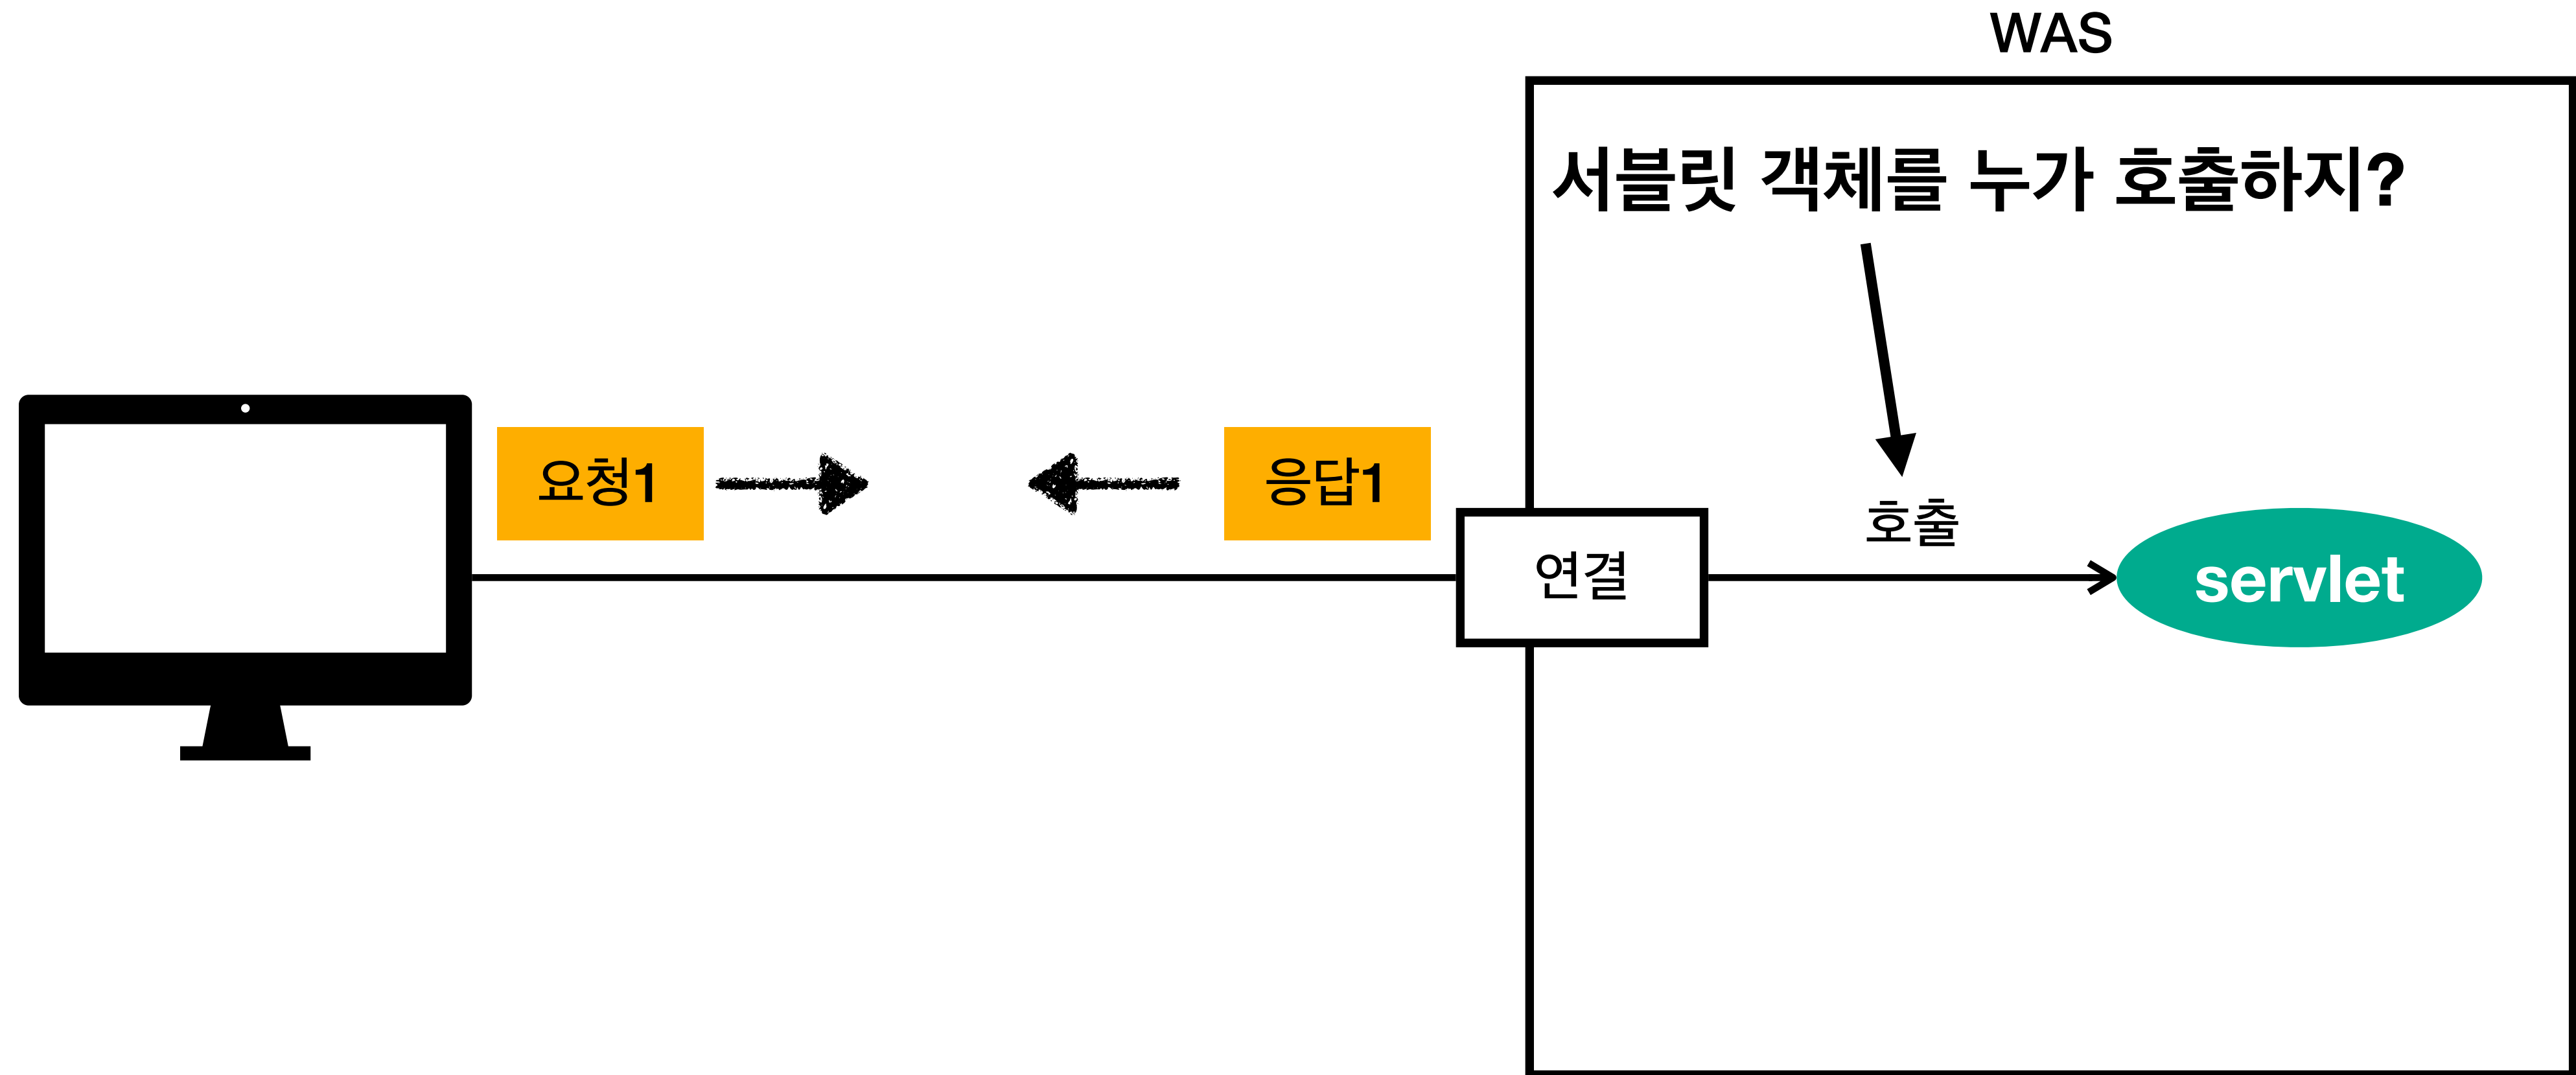 WAS
서블릿 객체를 누가 호출하지?
요청1
응답1
호출
연결
servlet